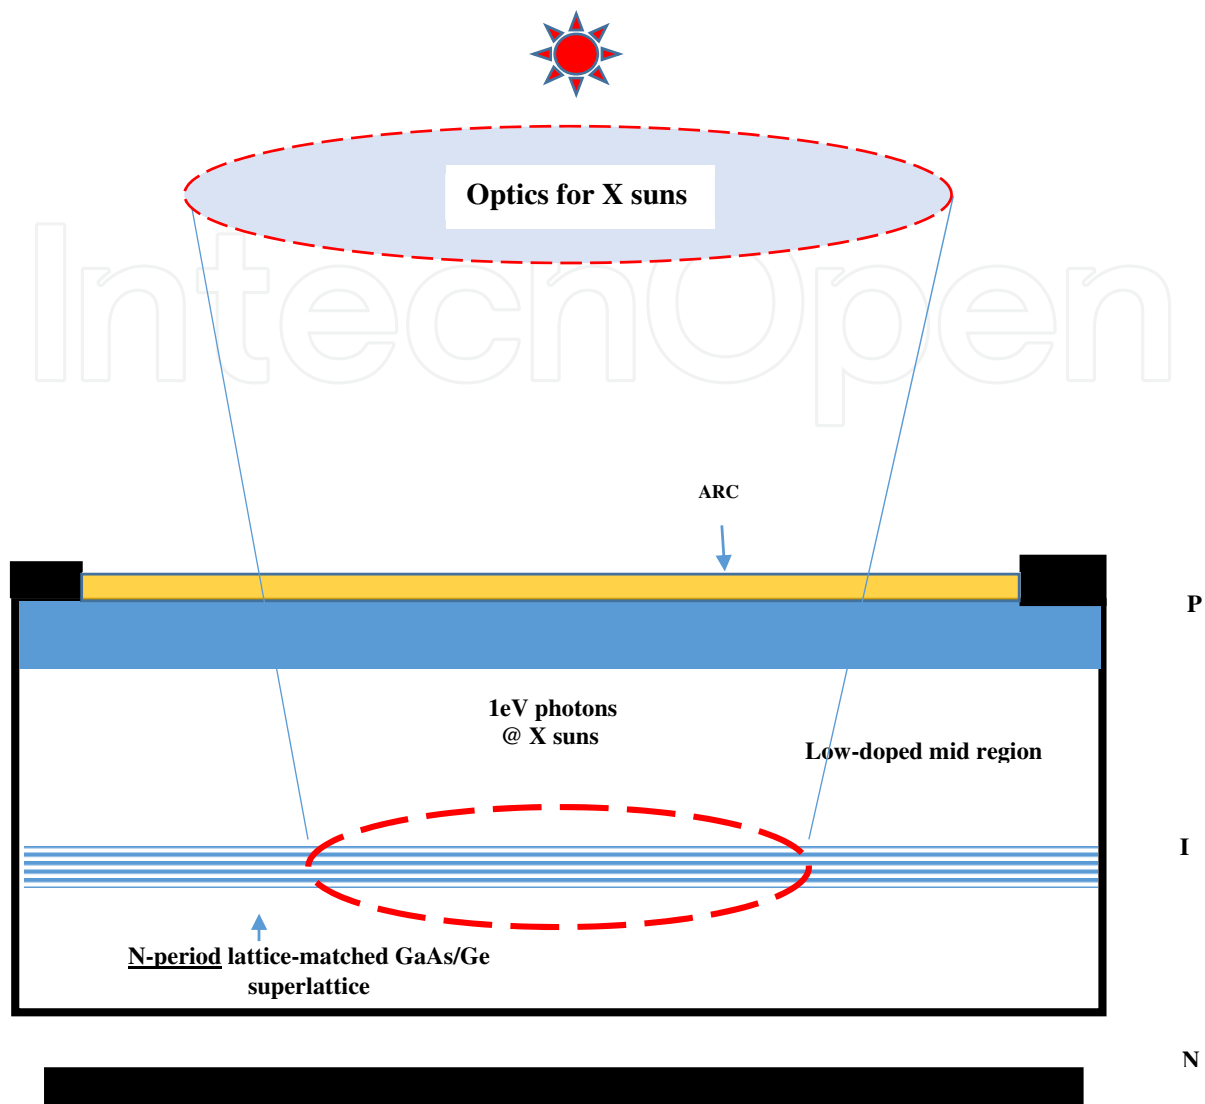 Optics for X suns
IntechOpen
ARC
P
1eV photons
@ X suns
Low-doped mid region
I
N-period lattice-matched GaAs/Ge
superlattice
N